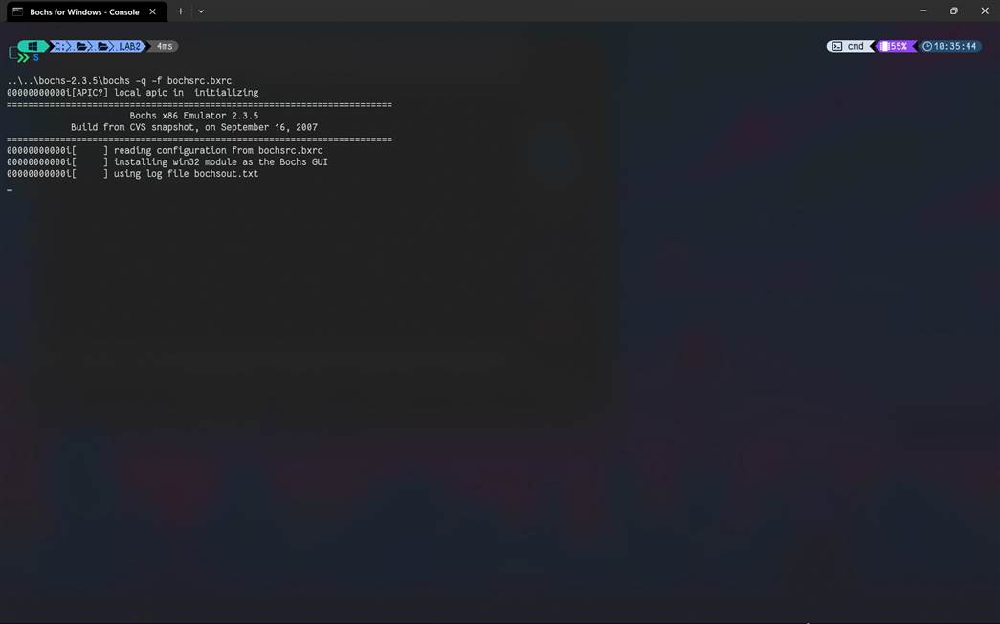 Bochs for Windows - Console
C: LAB2 4ms
cmd 55% 10:35:44
S
..\..\bochs-2.3.5\bochs -q -f bochsrc.bxrc
00000000000i[APIC?] local apic in  initializing
========================================================================
Bochs x86 Emulator 2.3.5
Build from CVS snapshot, on September 16, 2007
========================================================================
00000000000i[     ] reading configuration from bochsrc.bxrc
00000000000i[     ] installing win32 module as the Bochs GUI
00000000000i[     ] using log file bochsout.txt